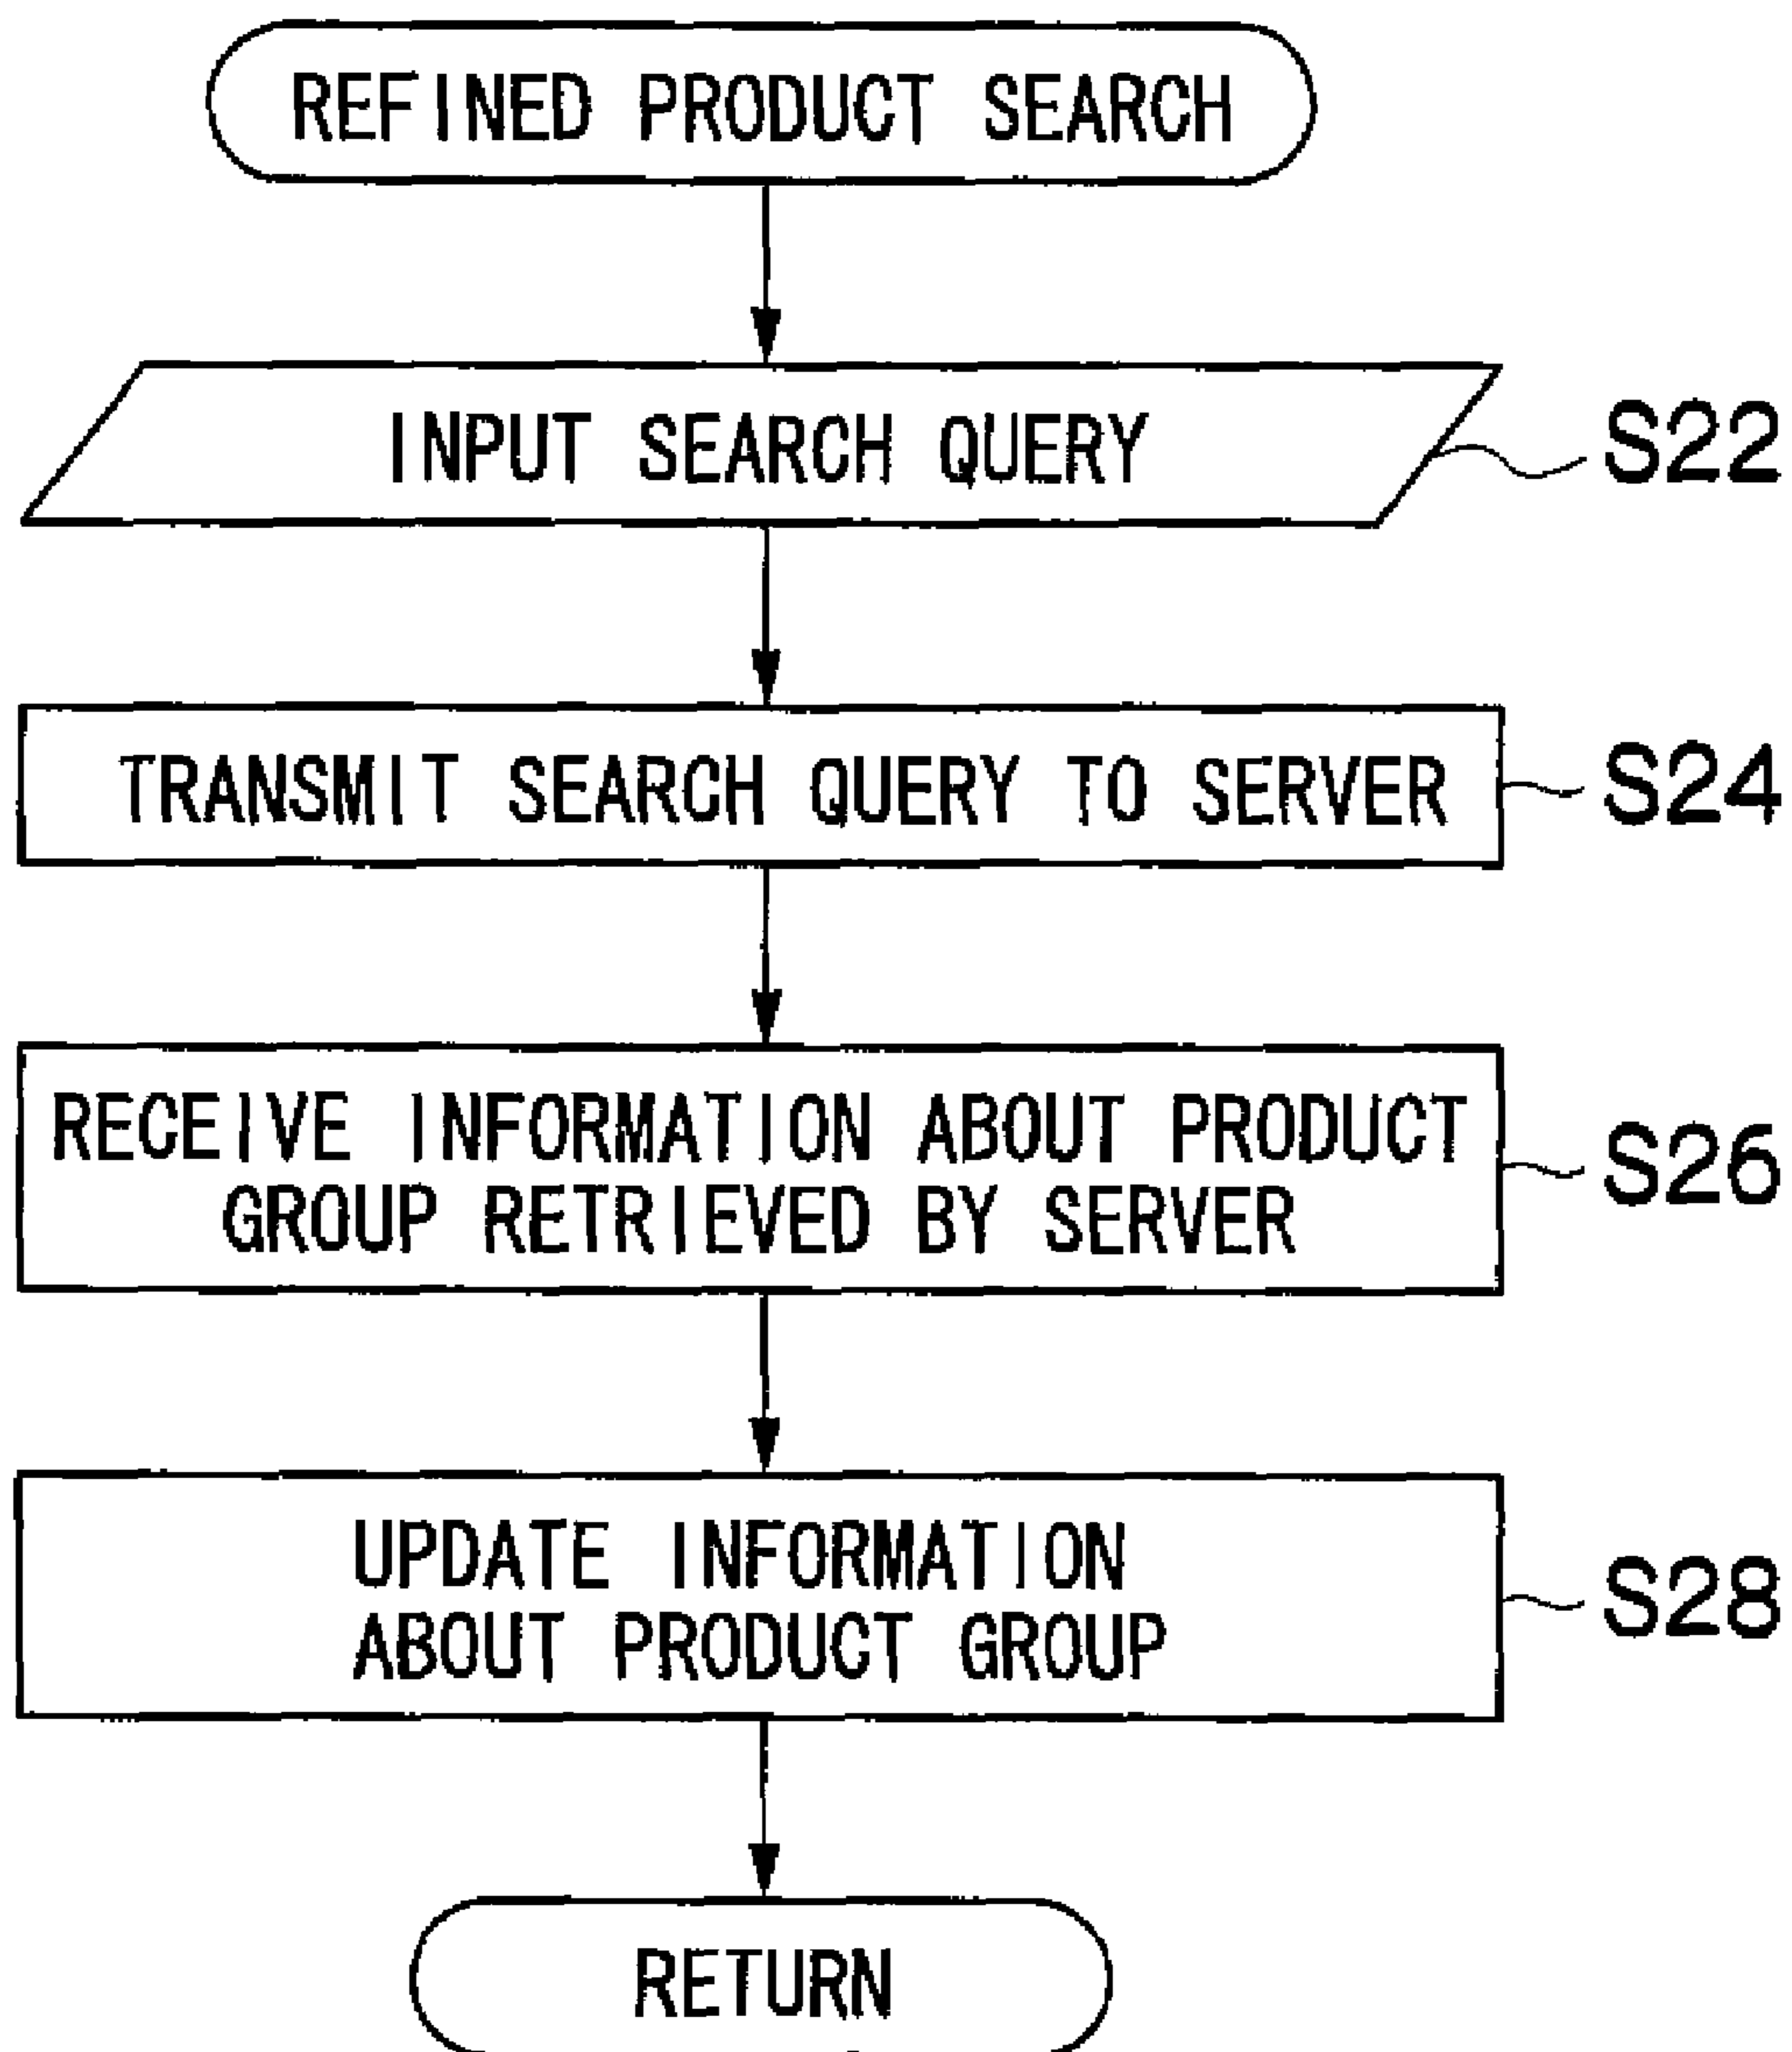 REFINED PRODUCT SEARCH
INPUT SEARCH QUERY
S22
TRANSMIT SEARCH QUERY TO SERVER
S24
RECEIVE INFORMATION ABOUT PRODUCT
GROUP RETRIEVED BY SERVER
S26
UPDATE INFORMATION
ABOUT PRODUCT GROUP
S28
RETURN